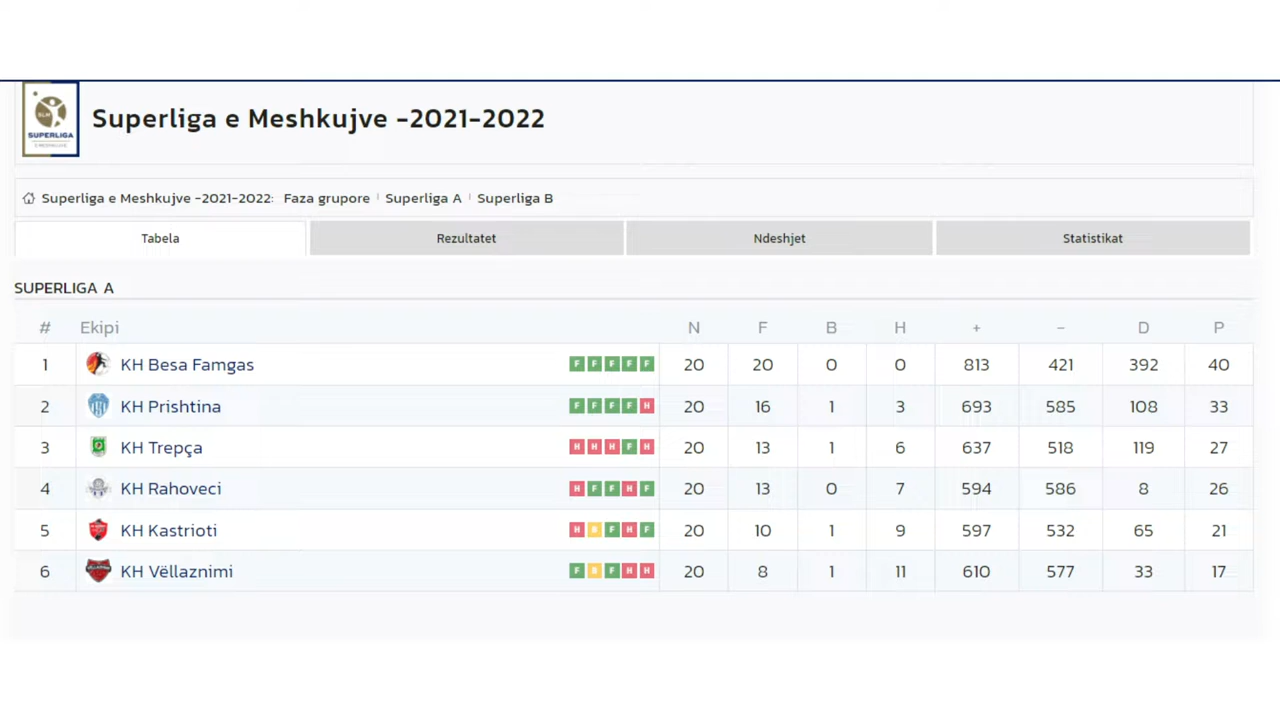 SUPERLIGA
E MESHKUJVE
Superliga e Meshkujve -2021-2022
Superliga e Meshkujve -2021-2022: Faza grupore Superliga A Superliga B
Tabela Rezultatet Ndeshjet Statistikat
SUPERLIGA A
# Ekipi N F B H + - D P
1 KH Besa Famgas F F F F F 20 20 0 0 813 421 392 40
2 KH Prishtina F F F F H 20 16 1 3 693 585 108 33
3 KH Trepça H H H F H 20 13 1 6 637 518 119 27
4 KH Rahoveci H F F H F 20 13 0 7 594 586 8 26
5 KH Kastrioti H B F H F 20 10 1 9 597 532 65 21
6 KH Vëllaznimi F B F H H 20 8 1 11 610 577 33 17